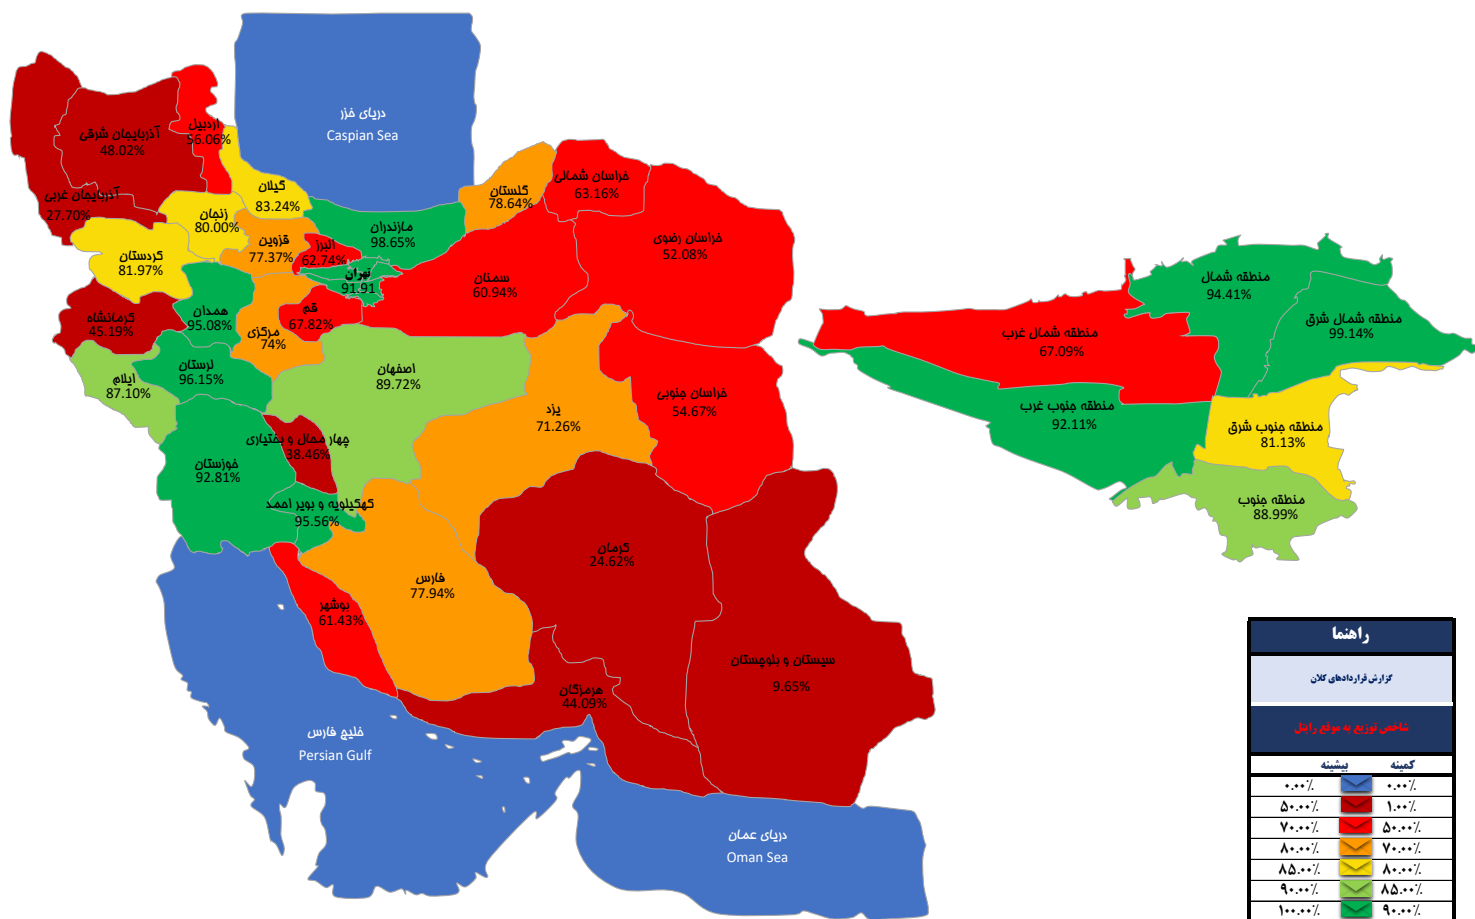 دریای خزر
Caspian Sea
آذربایجان شرقی
48.02%
اردبیل
56.06%
آذربایجان غربی
27.70%
گیلان
83.24%
زنجان
80.00%
کردستان
81.97%
قزوین
77.37%
البرز
62.74%
مازندران
98.65%
تهران
91.91
گلستان
78.64%
خراسان شمالی
63.16%
خراسان رضوی
52.08%
سمنان
60.94%
قم
67.82%
مرکزی
74%
همدان
95.08%
کرمانشاه
45.19%
لرستان
96.15%
ایلام
87.10%
اصفهان
89.72%
یزد
71.26%
خراسان جنوبی
54.67%
چهار محال و بختیاری
38.46%
خوزستان
92.81%
کهکیلویه و بویر احمد
95.56%
فارس
77.94%
بوشهر
61.43%
کرمان
24.62%
سیستان و بلوچستان
9.65%
هرمزگان
44.09%
خلیج فارس
Persian Gulf
دریای عمان
Oman Sea
منطقه شمال
94.41%
منطقه شمال شرق
99.14%
منطقه شمال غرب
67.09%
منطقه جنوب غرب
92.11%
منطقه جنوب شرق
81.13%
منطقه جنوب
88.99%
راهنما
گزارش قراردادهای کلان
شاخص توزیع به موقع رایتل
کمینه بیشینه
۰.۰۰٪ ۰.۰۰٪
۱.۰۰٪ ۵۰.۰۰٪
۵۰.۰۰٪ ۷۰.۰۰٪
۷۰.۰۰٪ ۸۰.۰۰٪
۸۰.۰۰٪ ۸۵.۰۰٪
۸۵.۰۰٪ ۹۰.۰۰٪
۹۰.۰۰٪ ۱۰۰.۰۰٪